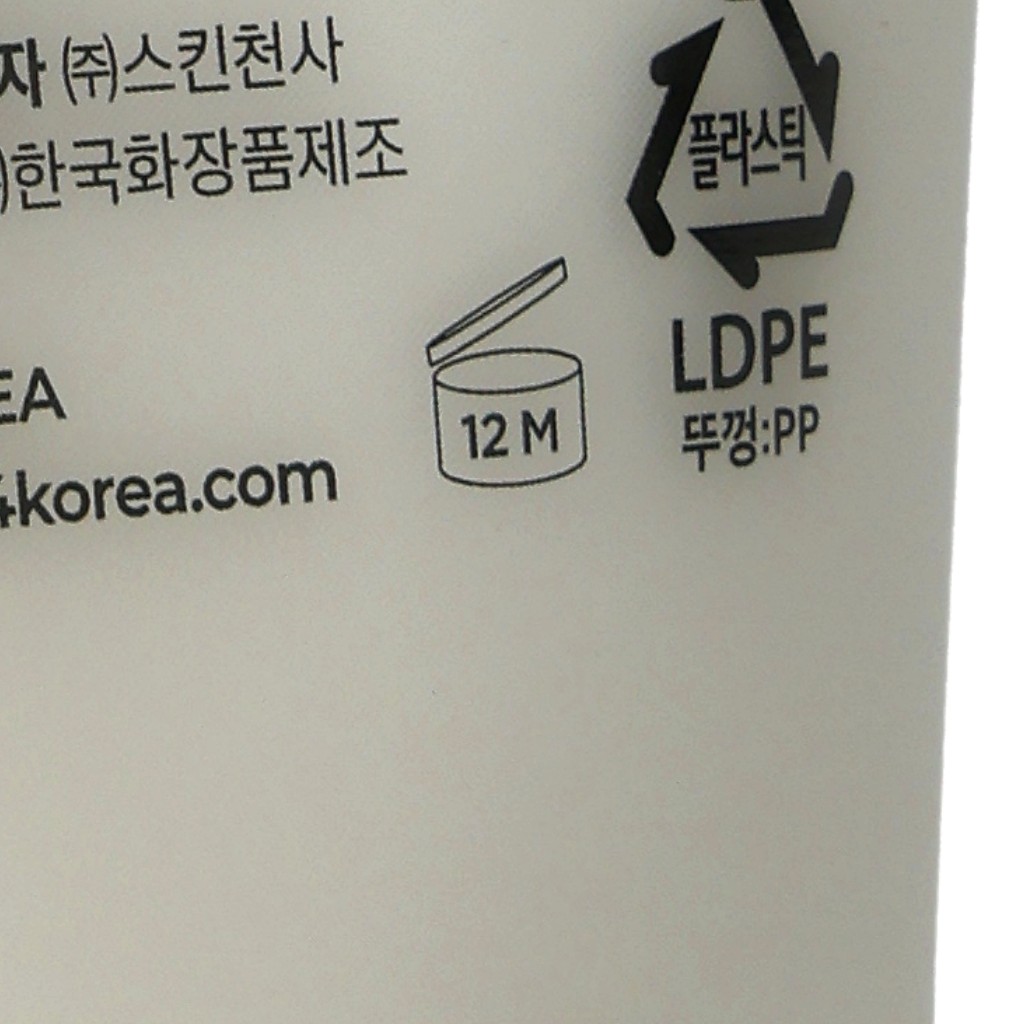 자 ㈜스킨천사
한국화장품제조
플라스틱
LDPE
뚜껑:PP
EA
12 M
4korea.com